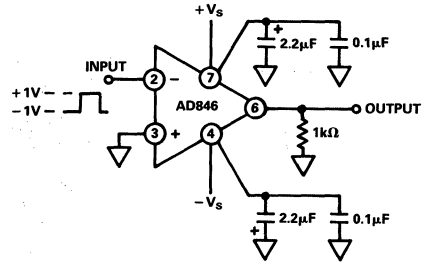 +VS
+
2.2μF
0.1μF
INPUT
2
−
7
+1V
−1V
AD846
6
OUTPUT
3
+
4
1kΩ
−VS
2.2μF
+
0.1μF